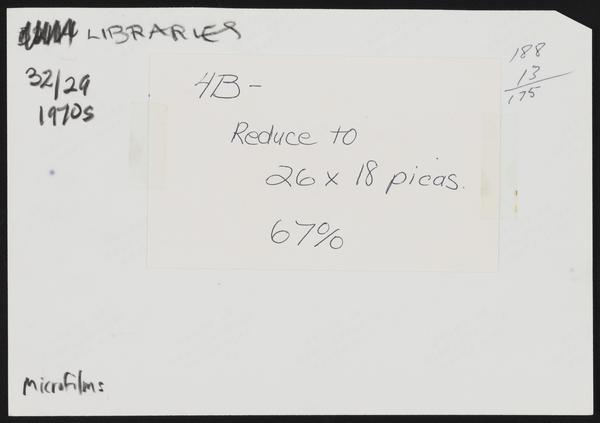 LIBRARIES
32/29
1970s
188
13
175
4B-
Reduce to
26 x 18 picas.
67%
Microfilms